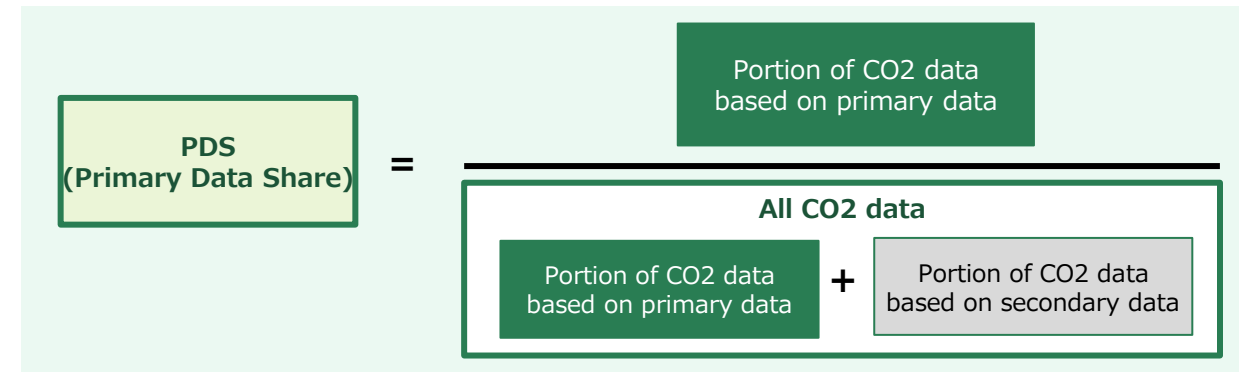 Portion of CO2 data
based on primary data
PDS
(Primary Data Share)
=
All CO2 data
Portion of CO2 data
based on primary data
+
Portion of CO2 data
based on secondary data